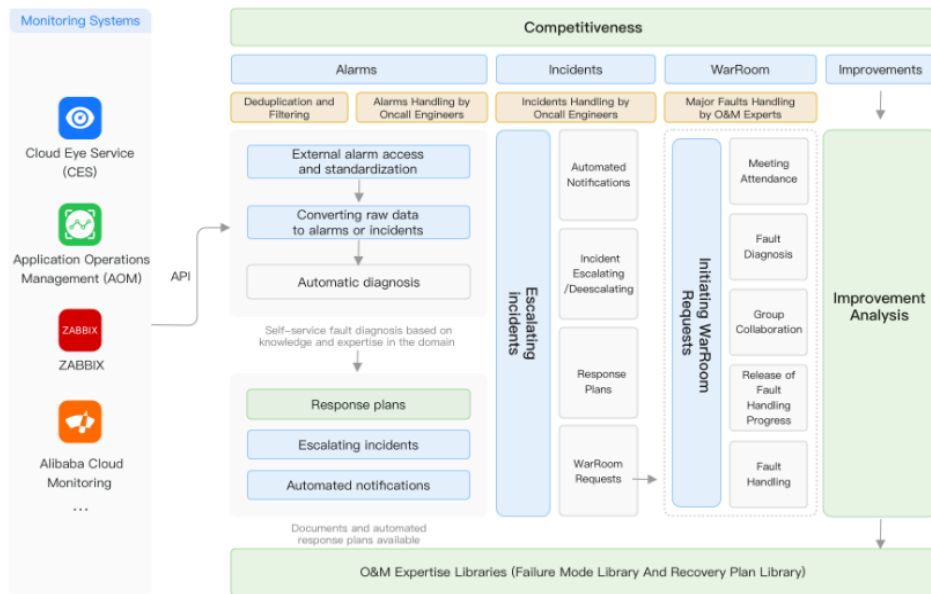 Monitoring Systems
Cloud Eye Service
(CES)
Application Operations
Management (AOM)
ZABBIX
ZABBIX
Alibaba Cloud
Monitoring
...
API
Competitiveness
Alarms
Incidents
WarRoom
Improvements
Deduplication and
Filtering
Alarms Handling by
Oncall Engineers
Incidents Handling by
Oncall Engineers
Major Faults Handling
by O&M Experts
External alarm access
and standardization
Converting raw data
to alarms or incidents
Automatic diagnosis
Self-service fault diagnosis based on
knowledge and expertise in the domain
Response plans
Escalating incidents
Automated notifications
Documents and automated
response plans available
Escalating
incidents
Automated
Notifications
Incident
Escalating
/Deescalating
Response
Plans
WarRoom
Requests
Initiating WarRoom
Requests
Meeting
Attendance
Fault
Diagnosis
Group
Collaboration
Release of
Fault
Handling
Progress
Fault
Handling
Improvement
Analysis
O&M Expertise Libraries (Failure Mode Library And Recovery Plan Library)